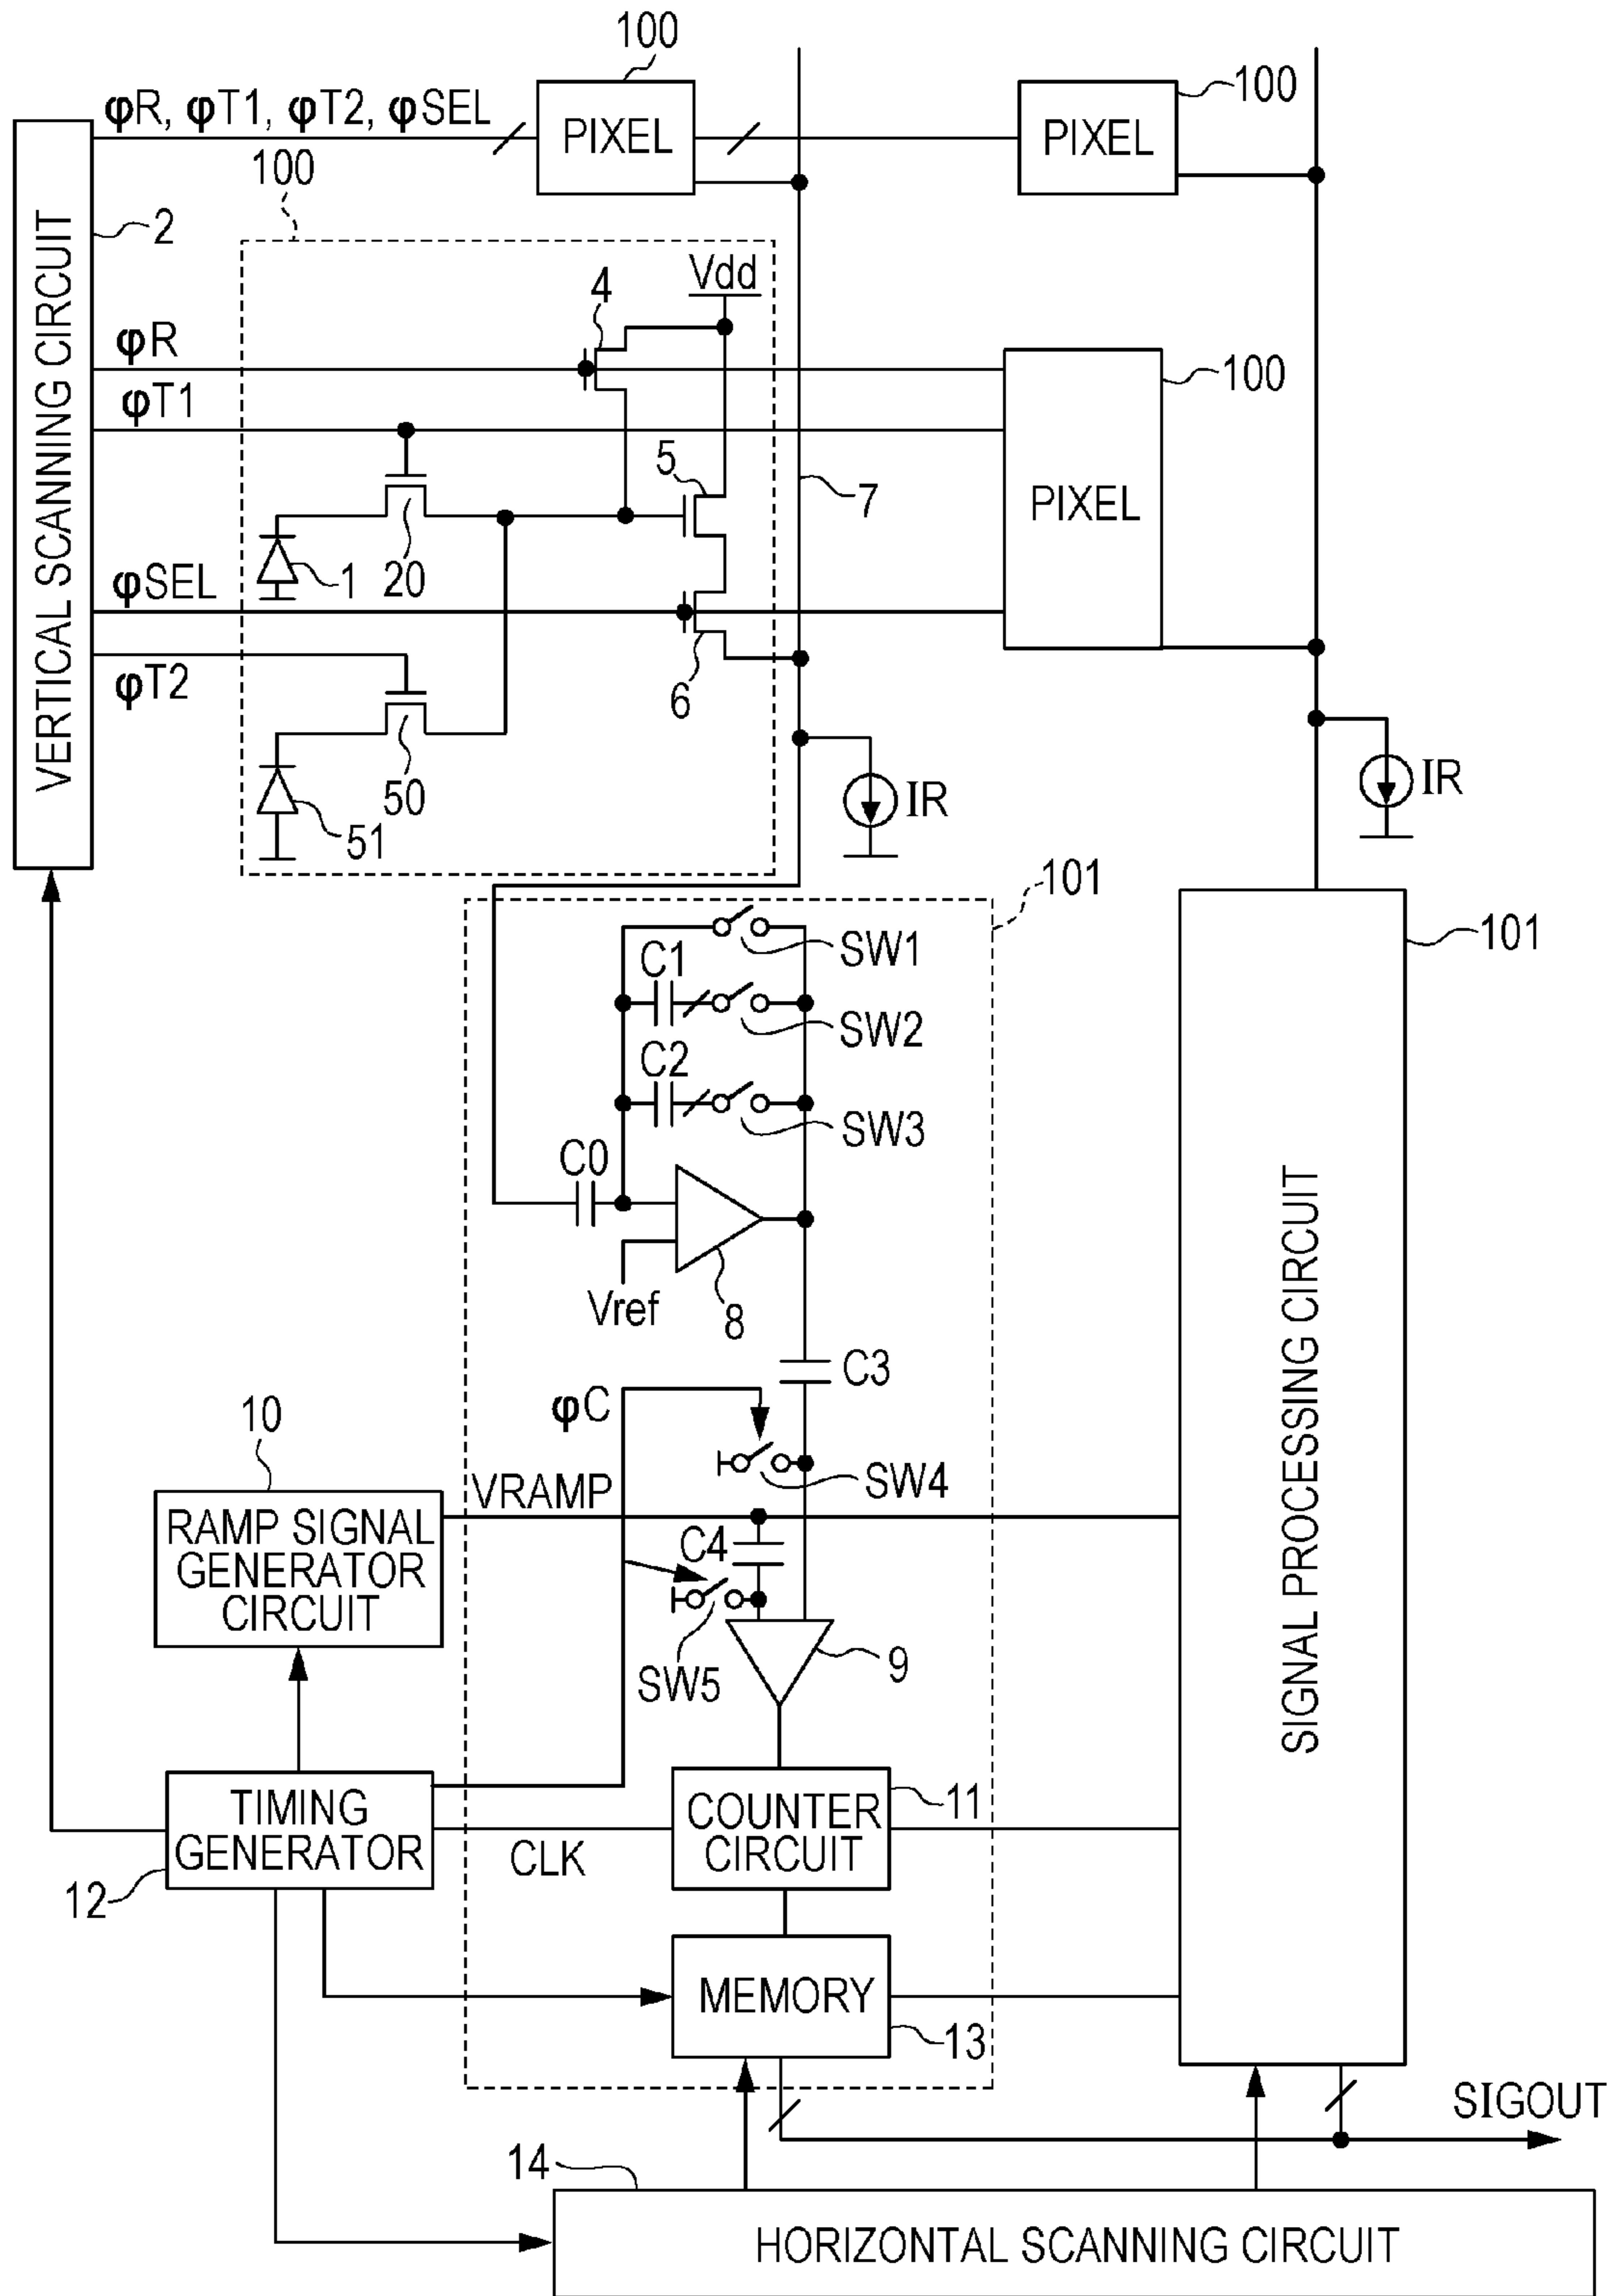 100
100
φR, φT1, φT2, φSEL
PIXEL
PIXEL
100
2
VERTICAL SCANNING CIRCUIT
Vdd
4
φR
100
φT1
5
7
PIXEL
1
20
φSEL
6
φT2
50
51
IR
IR
101
101
SW1
C1
SW2
C2
SW3
C0
8
Vref
C3
φC
10
SW4
VRAMP
RAMP SIGNAL
GENERATOR
CIRCUIT
C4
SW5
9
SIGNAL PROCESSING CIRCUIT
TIMING
GENERATOR
11
COUNTER
CIRCUIT
CLK
12
MEMORY
13
SIGOUT
14
HORIZONTAL SCANNING CIRCUIT